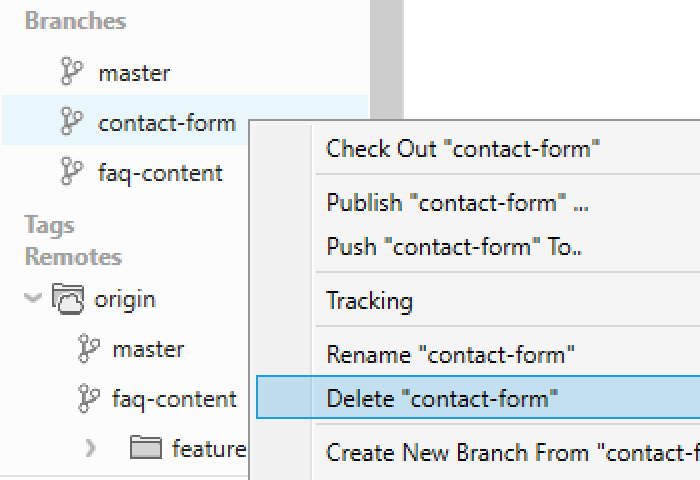 Branches
master
contact-form
faq-content
Tags
Remotes
origin
master
faq-content
feature
Check Out "contact-form"
Publish "contact-form" ...
Push "contact-form" To..
Tracking
Rename "contact-form"
Delete "contact-form"
Create New Branch From "contact-f